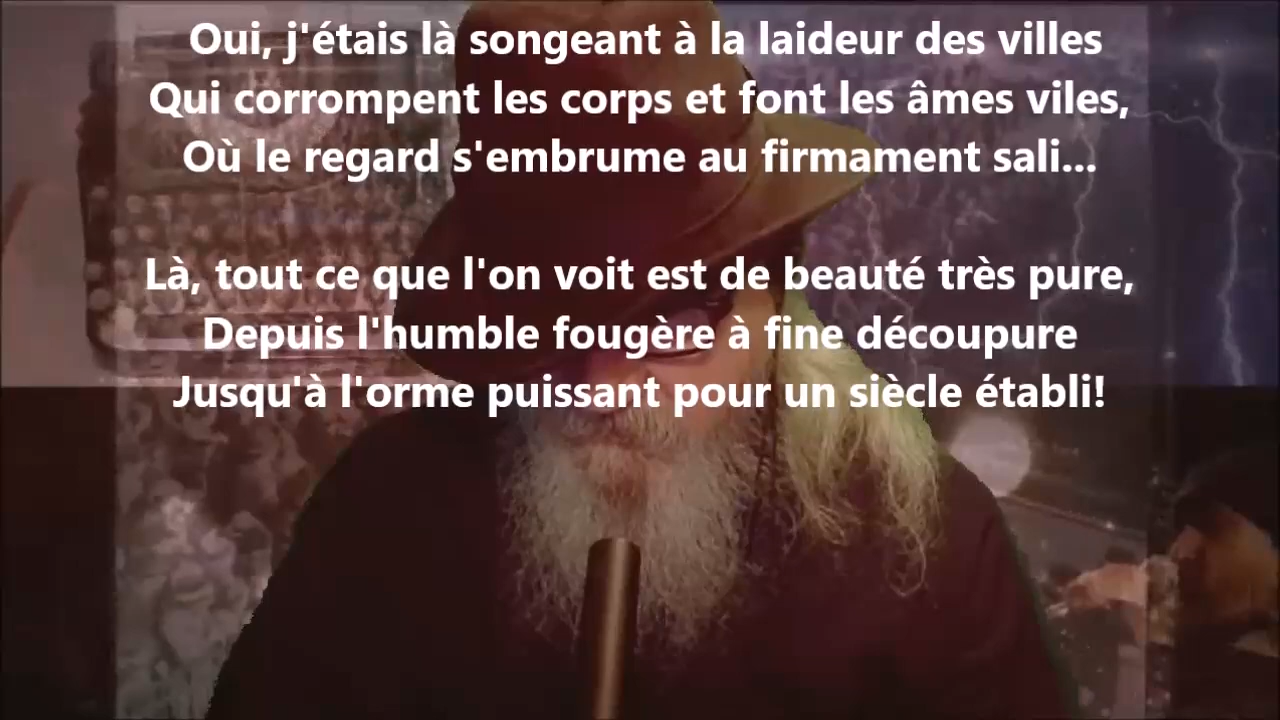 Oui, j'étais là songeant à la laideur des villes
Qui corrompent les corps et font les âmes viles,
Où le regard s'embrume au firmament sali...
Là, tout ce que l'on voit est de beauté très pure,
Depuis l'humble fougère à fine découpure
Jusqu'à l'orme puissant pour un siècle établi!